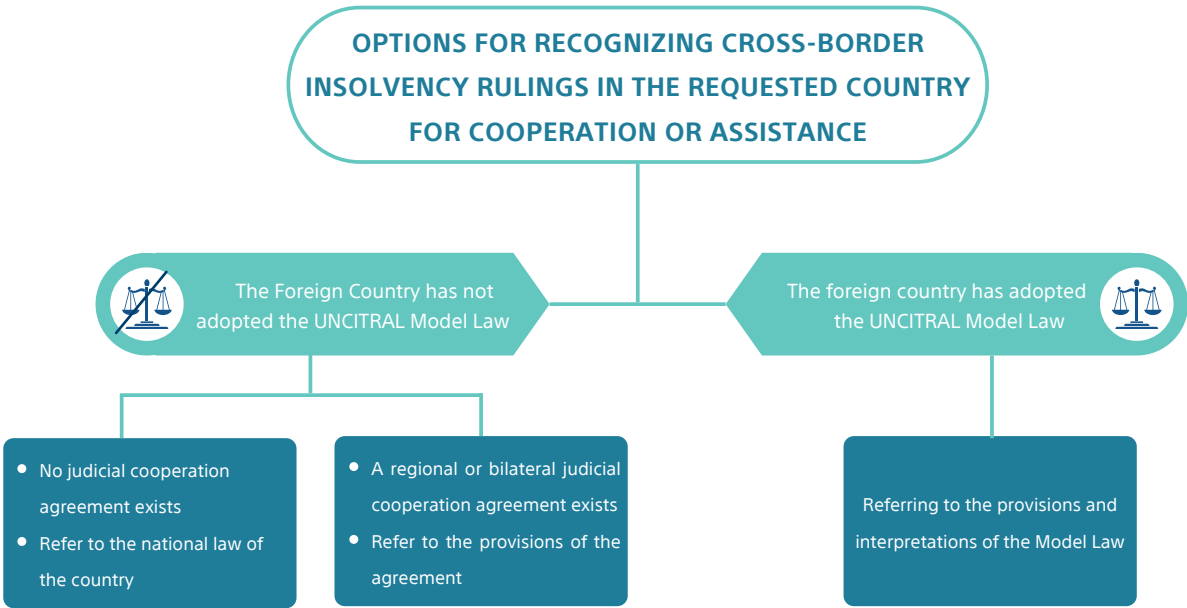 OPTIONS FOR RECOGNIZING CROSS-BORDER
INSOLVENCY RULINGS IN THE REQUESTED COUNTRY
FOR COOPERATION OR ASSISTANCE
The Foreign Country has not
adopted the UNCITRAL Model Law
The foreign country has adopted
the UNCITRAL Model Law
• No judicial cooperation
agreement exists
• Refer to the national law of
the country
• A regional or bilateral judicial
cooperation agreement exists
• Refer to the provisions of the
agreement
Referring to the provisions and
interpretations of the Model Law